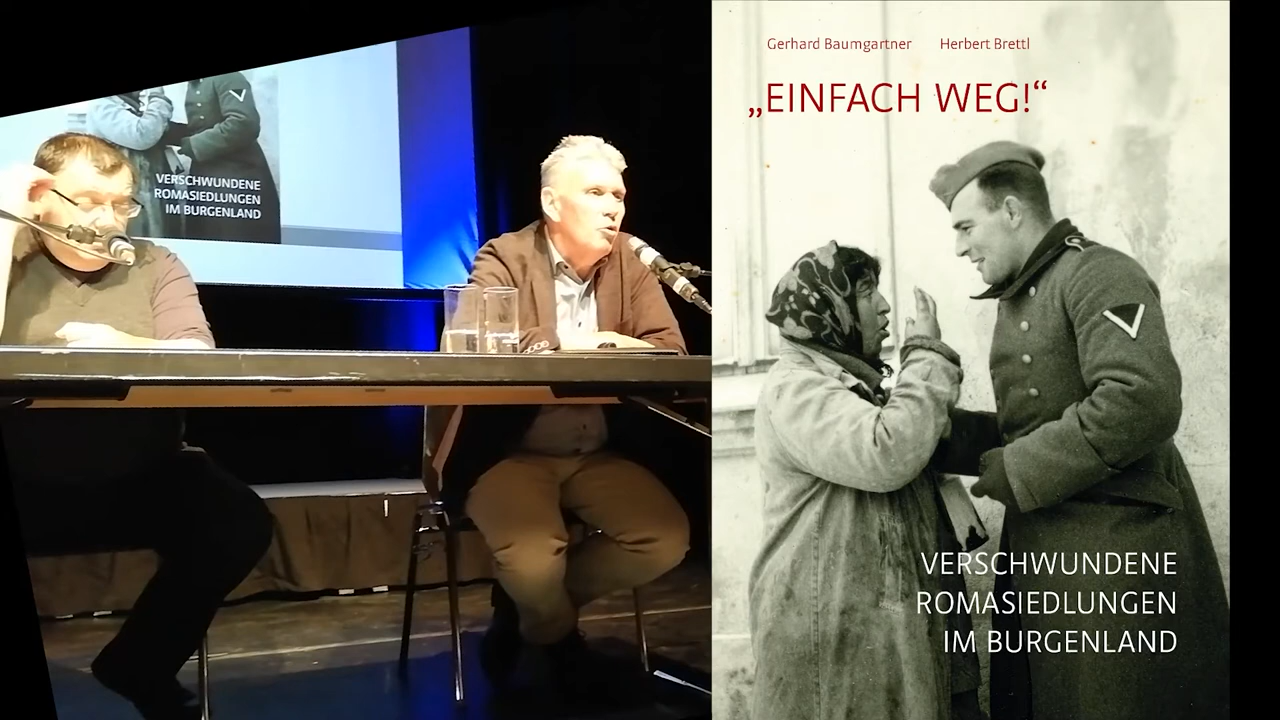 VERSCHWUNDENE
ROMASIEDLUNGEN
IM BURGENLAND
Gerhard Baumgartner Herbert Brettl
„EINFACH WEG!“
VERSCHWUNDENE
ROMASIEDLUNGEN
IM BURGENLAND